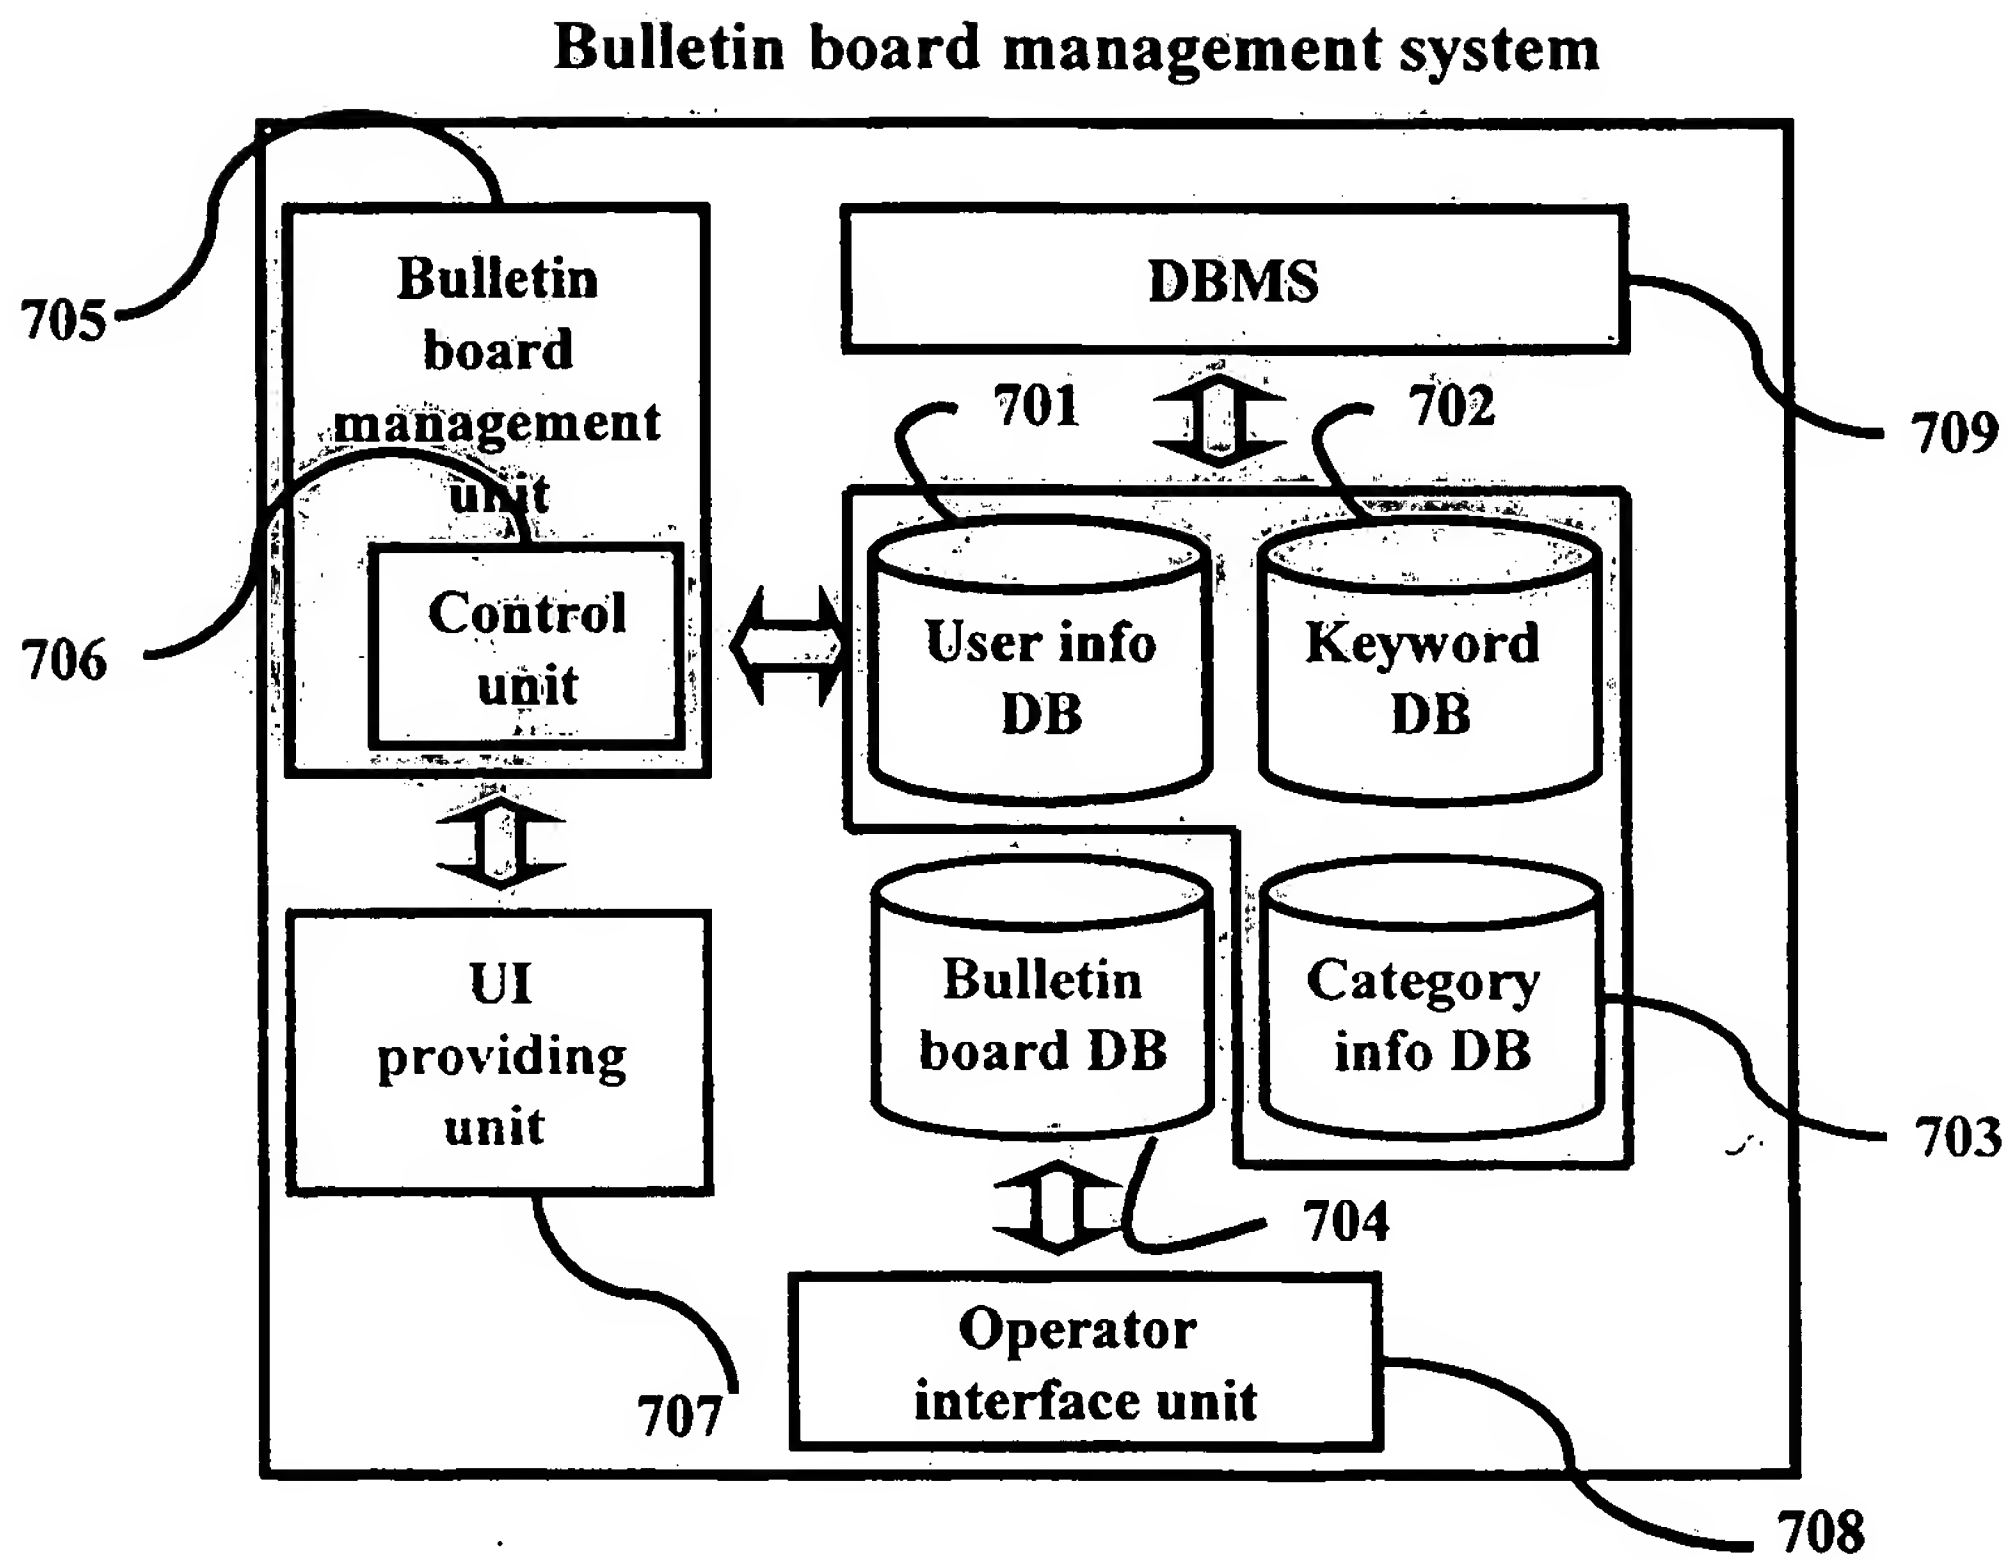 Bulletin board management system
705
Bulletin
board
management
unit
706
Control
unit
DBMS
709
701
702
User info
DB
Keyword
DB
Bulletin
board DB
Category
info DB
703
704
UI
providing
unit
707
Operator
interface unit
708